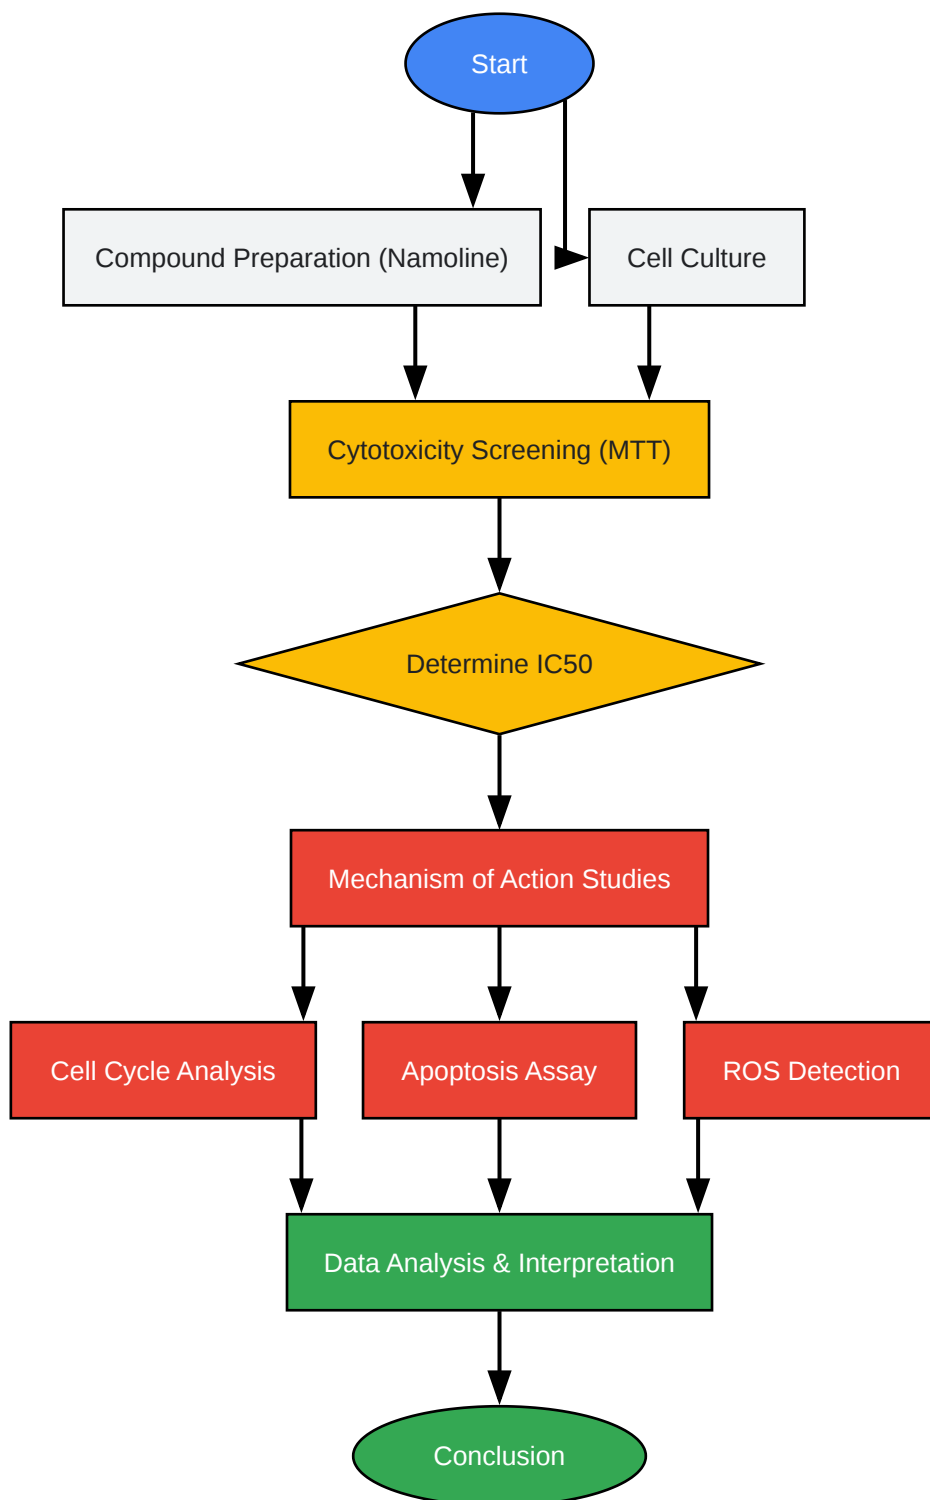 Start
Compound Preparation (Namoline)
Cell Culture
Cytotoxicity Screening (MTT)
Determine IC50
Mechanism of Action Studies
Cell Cycle Analysis
Apoptosis Assay
ROS Detection
Data Analysis & Interpretation
Conclusion